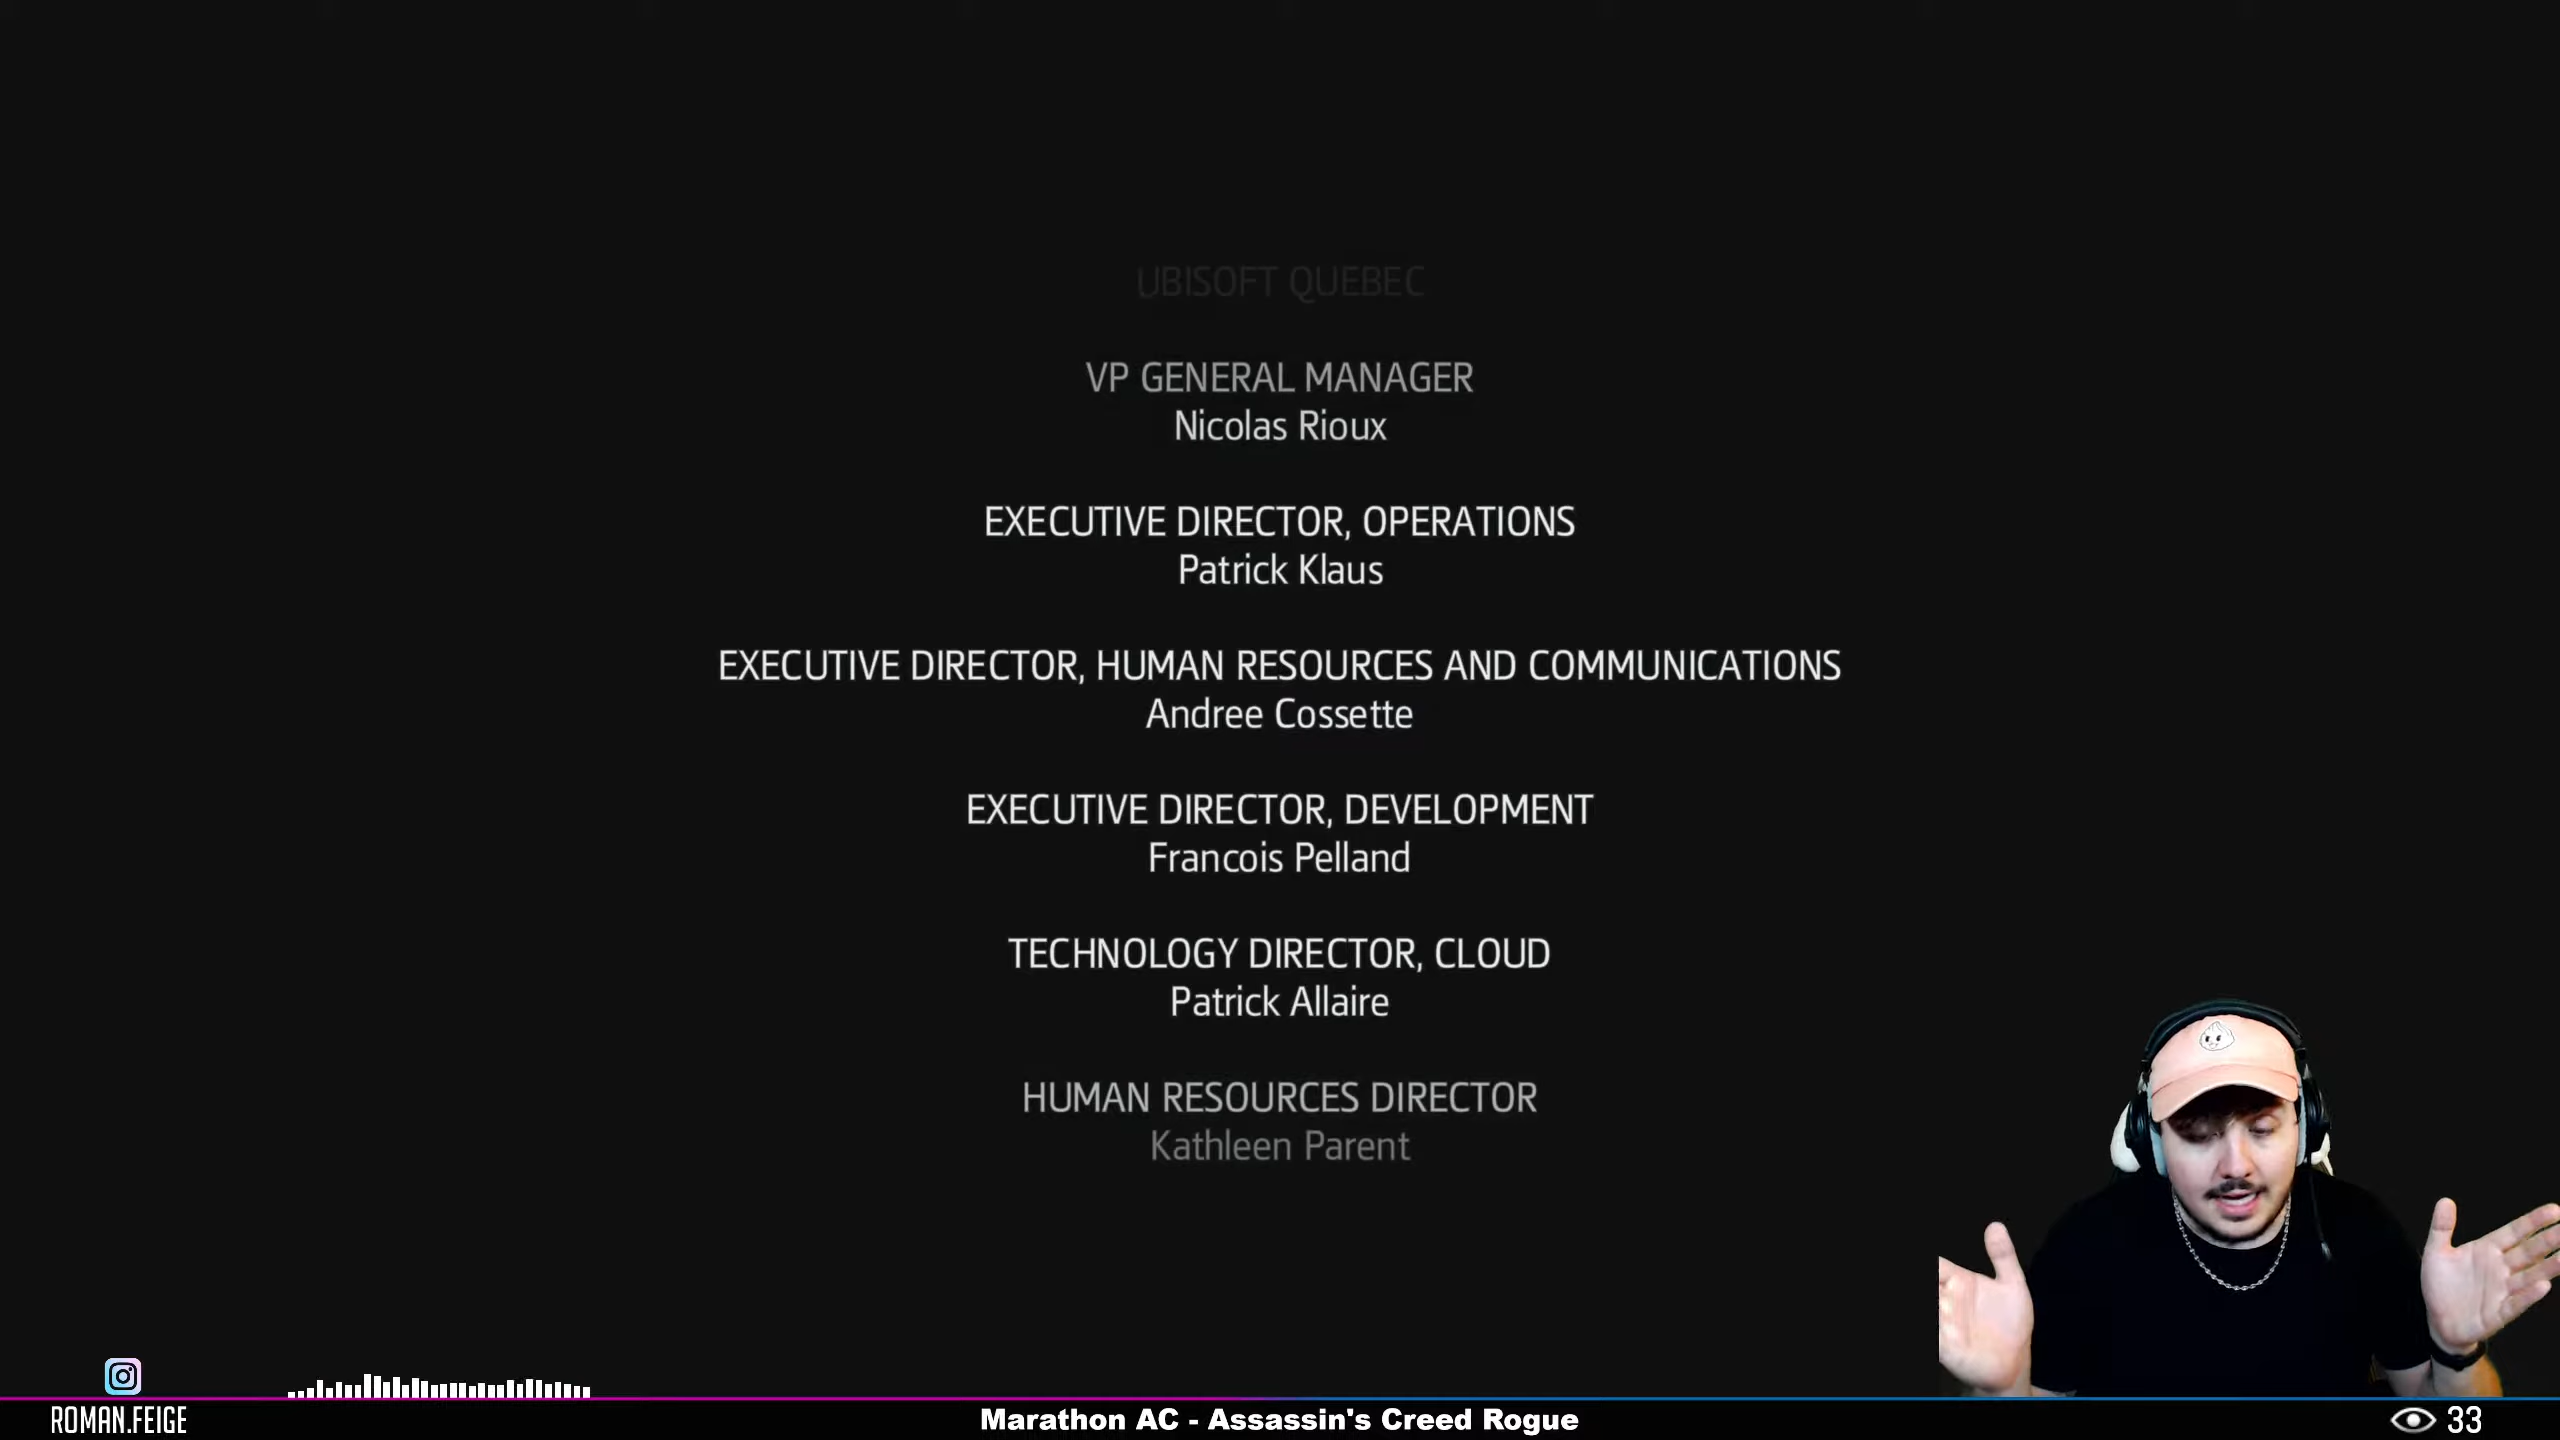 UBISOFT QUEBEC
VP GENERAL MANAGER
Nicolas Rioux
EXECUTIVE DIRECTOR, OPERATIONS
Patrick Klaus
EXECUTIVE DIRECTOR, HUMAN RESOURCES AND COMMUNICATIONS
Andree Cossette
EXECUTIVE DIRECTOR, DEVELOPMENT
Francois Pelland
TECHNOLOGY DIRECTOR, CLOUD
Patrick Allaire
HUMAN RESOURCES DIRECTOR
Kathleen Parent
ROMAN.FEIGE
Marathon AC - Assassin's Creed Rogue
33